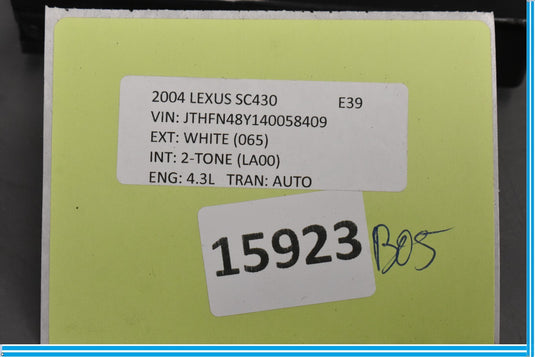 2004 LEXUS SC430 E39
VIN: JTHFN48Y140058409
EXT: WHITE (065)
INT: 2-TONE (LA00)
ENG: 4.3L TRAN: AUTO
15923
B05